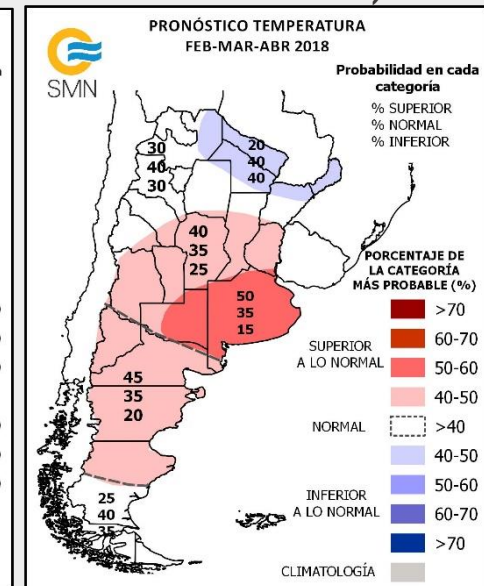 PRONÓSTICO TEMPERATURA
FEB-MAR-ABR 2018
SMN
Probabilidad en cada
categoría
% SUPERIOR
% NORMAL
% INFERIOR
30
40
30
20
40
40
40
35
25
50
35
15
45
35
20
25
40
35
PORCENTAJE DE
LA CATEGORÍA
MÁS PROBABLE (%)
SUPERIOR
A LO NORMAL
>70
60-70
50-60
40-50
NORMAL
>40
INFERIOR
A LO NORMAL
40-50
50-60
60-70
>70
CLIMATOLOGÍA